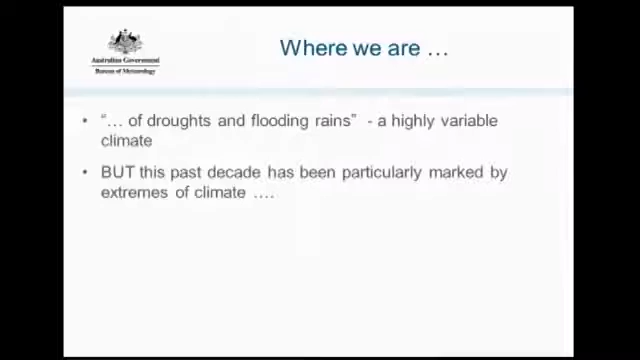 Australian Government
Bureau of Meteorology
Where we are …
• "… of droughts and flooding rains" - a highly variable
climate
• BUT this past decade has been particularly marked by
extremes of climate ….